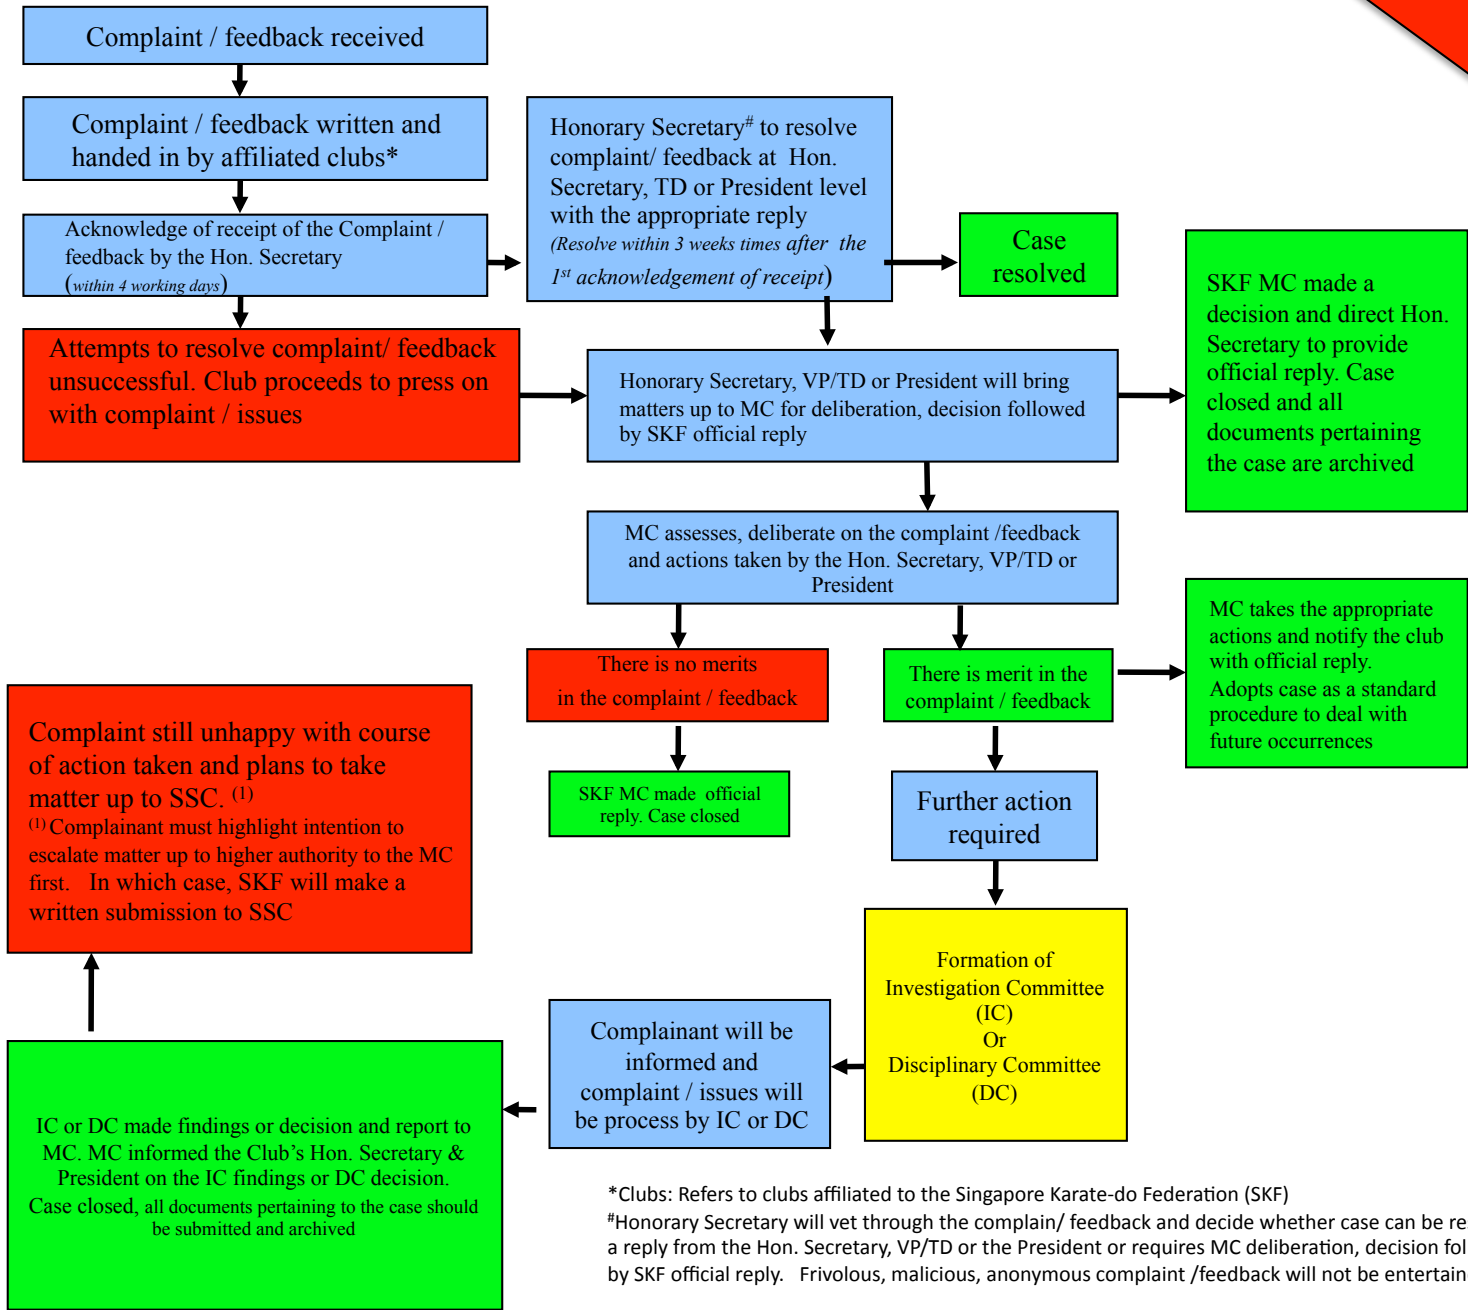 Complaint / feedback received
Complaint / feedback written and
handed in by affiliated clubs*
Acknowledge of receipt of the Complaint /
feedback by the Hon. Secretary
(within 4 working days)
Honorary Secretary# to resolve
complaint/ feedback at Hon.
Secretary, TD or President level
with the appropriate reply
(Resolve within 3 weeks times after the
1st acknowledgement of receipt)
Case
resolved
SKF MC made a
decision and direct Hon.
Secretary to provide
official reply. Case
closed and all
documents pertaining
the case are archived
Attempts to resolve complaint/ feedback
unsuccessful. Club proceeds to press on
with complaint / issues
Honorary Secretary, VP/TD or President will bring
matters up to MC for deliberation, decision followed
by SKF official reply
MC assesses, deliberate on the complaint /feedback
and actions taken by the Hon. Secretary, VP/TD or
President
There is no merits
in the complaint / feedback
There is merit in the
complaint / feedback
MC takes the appropriate
actions and notify the club
with official reply.
Adopts case as a standard
procedure to deal with
future occurrences
SKF MC made official
reply. Case closed
Further action
required
Complaint still unhappy with course
of action taken and plans to take
matter up to SSC. (1)
(1) Complainant must highlight intention to
escalate matter up to higher authority to the MC
first. In which case, SKF will make a
written submission to SSC
Formation of
Investigation Committee
(IC)
Or
Disciplinary Committee
(DC)
Complainant will be
informed and
complaint / issues will
be process by IC or DC
IC or DC made findings or decision and report to
MC. MC informed the Club's Hon. Secretary &
President on the IC findings or DC decision.
Case closed, all documents pertaining to the case should
be submitted and archived
*Clubs: Refers to clubs affiliated to the Singapore Karate-do Federation (SKF)
#Honorary Secretary will vet through the complain/ feedback and decide whether case can be re
a reply from the Hon. Secretary, VP/TD or the President or requires MC deliberation, decision fol
by SKF official reply. Frivolous, malicious, anonymous complaint /feedback will not be entertain